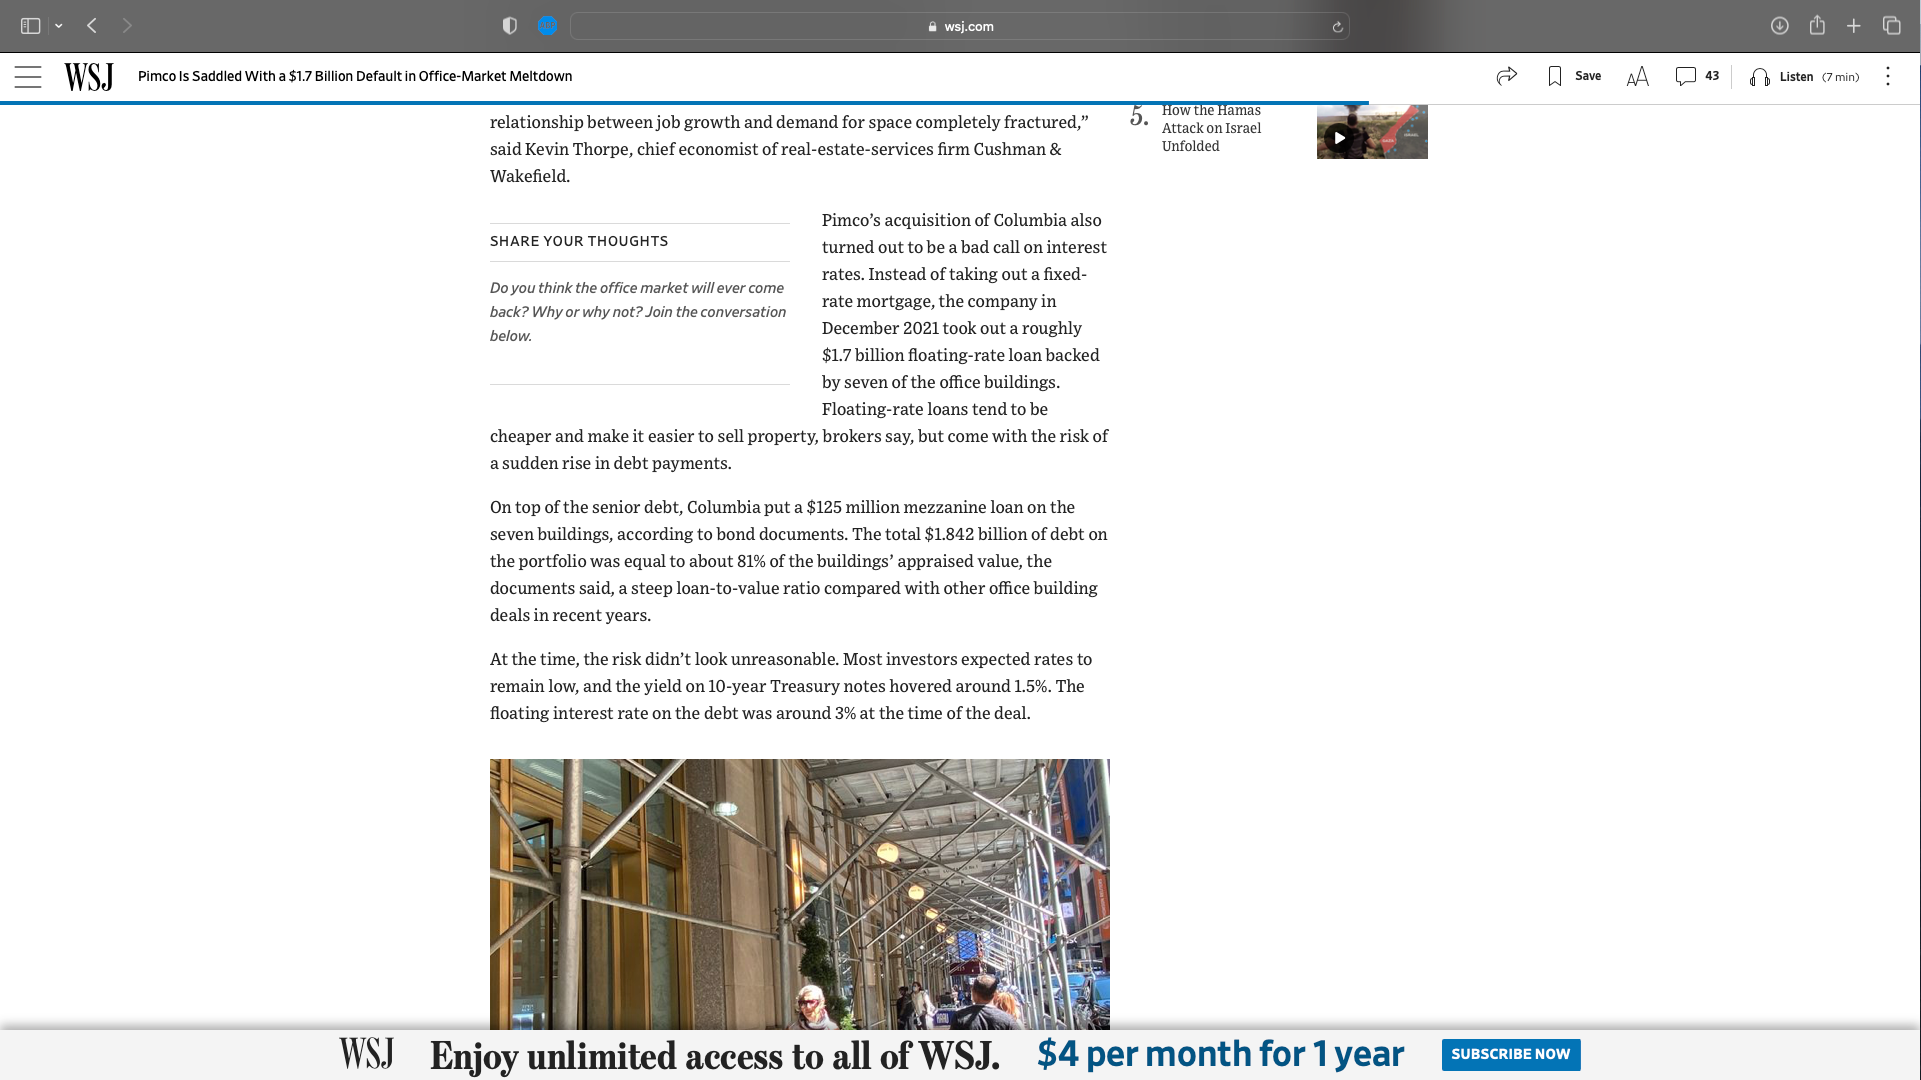 wsj.com
WSJ
Pimco Is Saddled With a $1.7 Billion Default in Office-Market Meltdown
Save
AA
43
Listen (7 min)
relationship between job growth and demand for space completely fractured,”
said Kevin Thorpe, chief economist of real-estate-services firm Cushman &
Wakefield.
5.
How the Hamas
Attack on Israel
Unfolded
SHARE YOUR THOUGHTS
Do you think the office market will ever come
back? Why or why not? Join the conversation
below.
Pimco’s acquisition of Columbia also
turned out to be a bad call on interest
rates. Instead of taking out a fixed-
rate mortgage, the company in
December 2021 took out a roughly
$1.7 billion floating-rate loan backed
by seven of the office buildings.
Floating-rate loans tend to be
cheaper and make it easier to sell property, brokers say, but come with the risk of
a sudden rise in debt payments.
On top of the senior debt, Columbia put a $125 million mezzanine loan on the
seven buildings, according to bond documents. The total $1.842 billion of debt on
the portfolio was equal to about 81% of the buildings’ appraised value, the
documents said, a steep loan-to-value ratio compared with other office building
deals in recent years.
At the time, the risk didn’t look unreasonable. Most investors expected rates to
remain low, and the yield on 10-year Treasury notes hovered around 1.5%. The
floating interest rate on the debt was around 3% at the time of the deal.
WSJ
Enjoy unlimited access to all of WSJ.
$4 per month for 1 year
SUBSCRIBE NOW